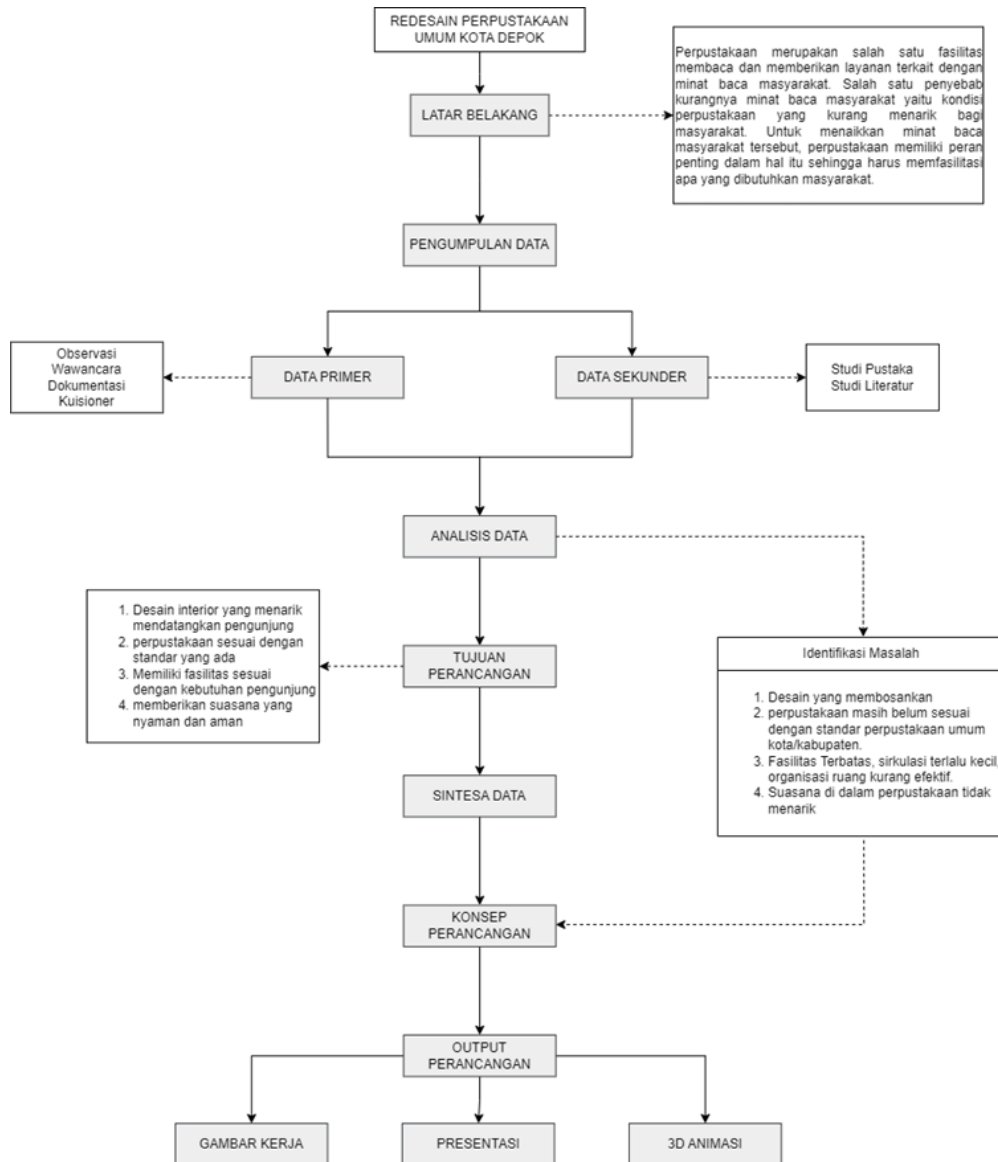 REDESAIN PERPUSTAKAAN
UMUM KOTA DEPOK
LATAR BELAKANG
Perpustakaan merupakan salah satu fasilitas
membaca dan memberikan layanan terkait dengan
minat baca masyarakat. Salah satu penyebab
kurangnya minat baca masyarakat yaitu kondisi
perpustakaan yang kurang menarik bagi
masyarakat. Untuk menaikkan minat baca
masyarakat tersebut, perpustakaan memiliki peran
penting dalam hal itu sehingga harus memfasilitasi
apa yang dibutuhkan masyarakat.
PENGUMPULAN DATA
Observasi
Wawancara
Dokumentasi
Kuisioner
DATA PRIMER
DATA SEKUNDER
Studi Pustaka
Studi Literatur
ANALISIS DATA
1. Desain interior yang menarik
mendatangkan pengunjung
2. perpustakaan sesuai dengan
standar yang ada
3. Memiliki fasilitas sesuai
dengan kebutuhan pengunjung
4. memberikan suasana yang
nyaman dan aman
TUJUAN
PERANCANGAN
Identifikasi Masalah
1. Desain yang membosankan
2. perpustakaan masih belum sesuai
dengan standar perpustakaan umum
kota/kabupaten.
3. Fasilitas Terbatas, sirkulasi terlalu kecil,
organisasi ruang kurang efektif.
4. Suasana di dalam perpustakaan tidak
menarik
SINTESA DATA
KONSEP
PERANCANGAN
OUTPUT
PERANCANGAN
GAMBAR KERJA
PRESENTASI
3D ANIMASI